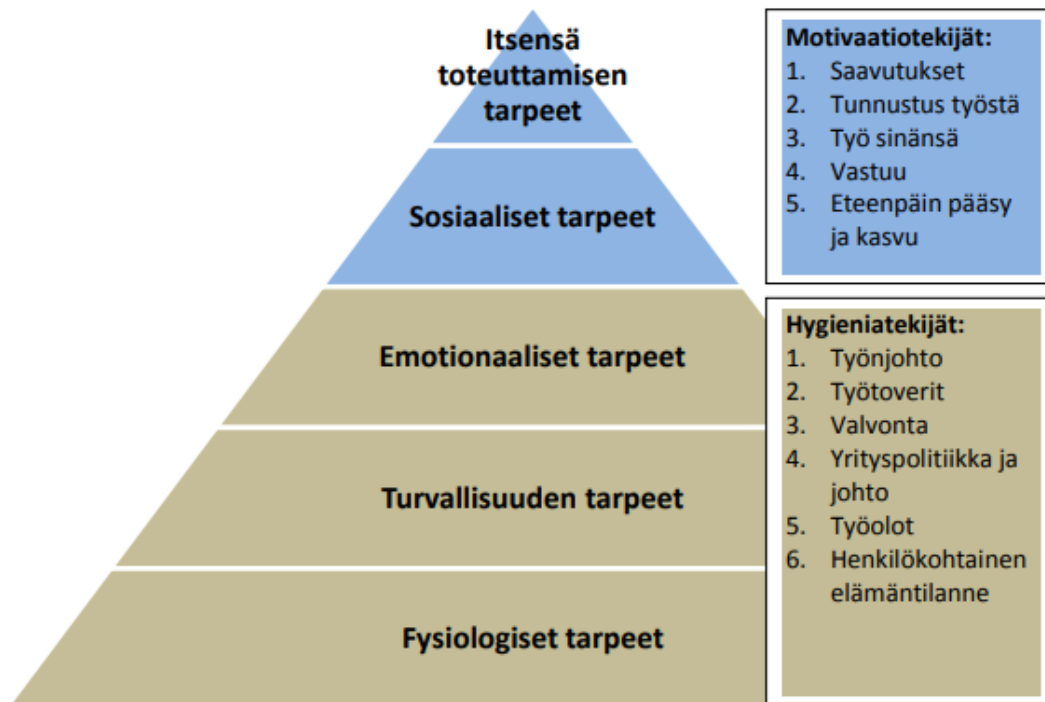 Itsensä
toteuttamisen
tarpeet
Sosiaaliset tarpeet
Emotionaaliset tarpeet
Turvallisuuden tarpeet
Fysiologiset tarpeet
Motivaatiotekijät:
1. Saavutukset
2. Tunnustus työstä
3. Työ sinänsä
4. Vastuu
5. Eteenpäin pääsy
ja kasvu
Hygieniatekijät:
1. Työnjohto
2. Työtoverit
3. Valvonta
4. Yrityspolitiikka ja
johto
5. Työolot
6. Henkilökohtainen
elämäntilanne